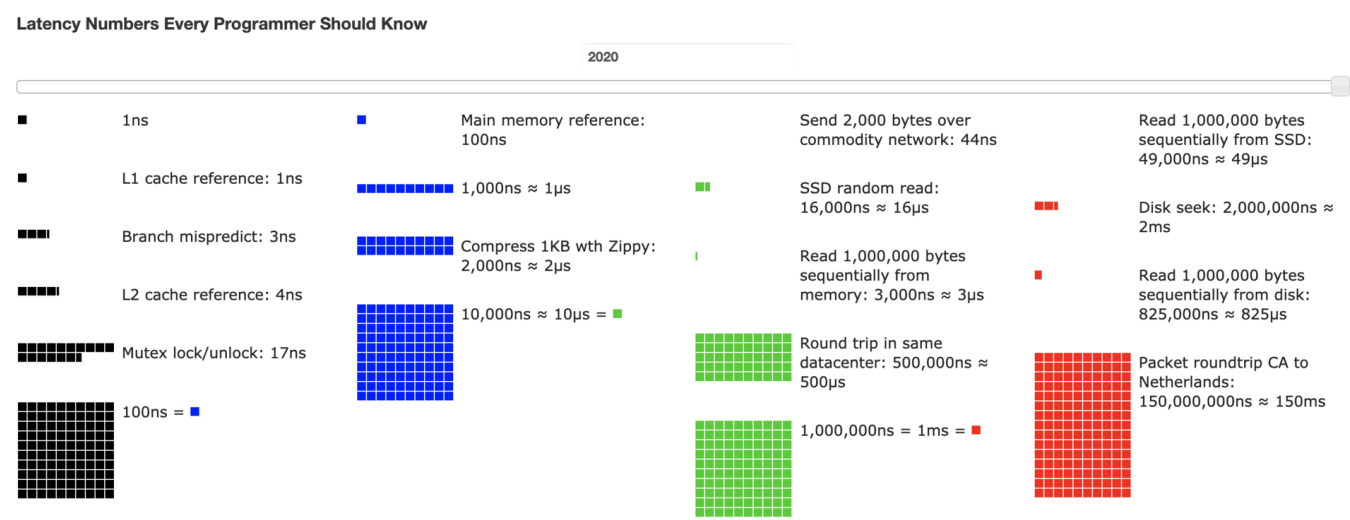 Latency Numbers Every Programmer Should Know
2020
1ns
L1 cache reference: 1ns
Branch mispredict: 3ns
L2 cache reference: 4ns
Mutex lock/unlock: 17ns
100ns =
Main memory reference:
100ns
1,000ns ≈ 1μs
Compress 1KB wth Zippy:
2,000ns ≈ 2μs
10,000ns ≈ 10μs =
Send 2,000 bytes over
commodity network: 44ns
SSD random read:
16,000ns ≈ 16μs
Read 1,000,000 bytes
sequentially from
memory: 3,000ns ≈ 3μs
Round trip in same
datacenter: 500,000ns ≈
500μs
1,000,000ns = 1ms =
Read 1,000,000 bytes
sequentially from SSD:
49,000ns ≈ 49μs
Disk seek: 2,000,000ns ≈
2ms
Read 1,000,000 bytes
sequentially from disk:
825,000ns ≈ 825μs
Packet roundtrip CA to
Netherlands:
150,000,000ns ≈ 150ms